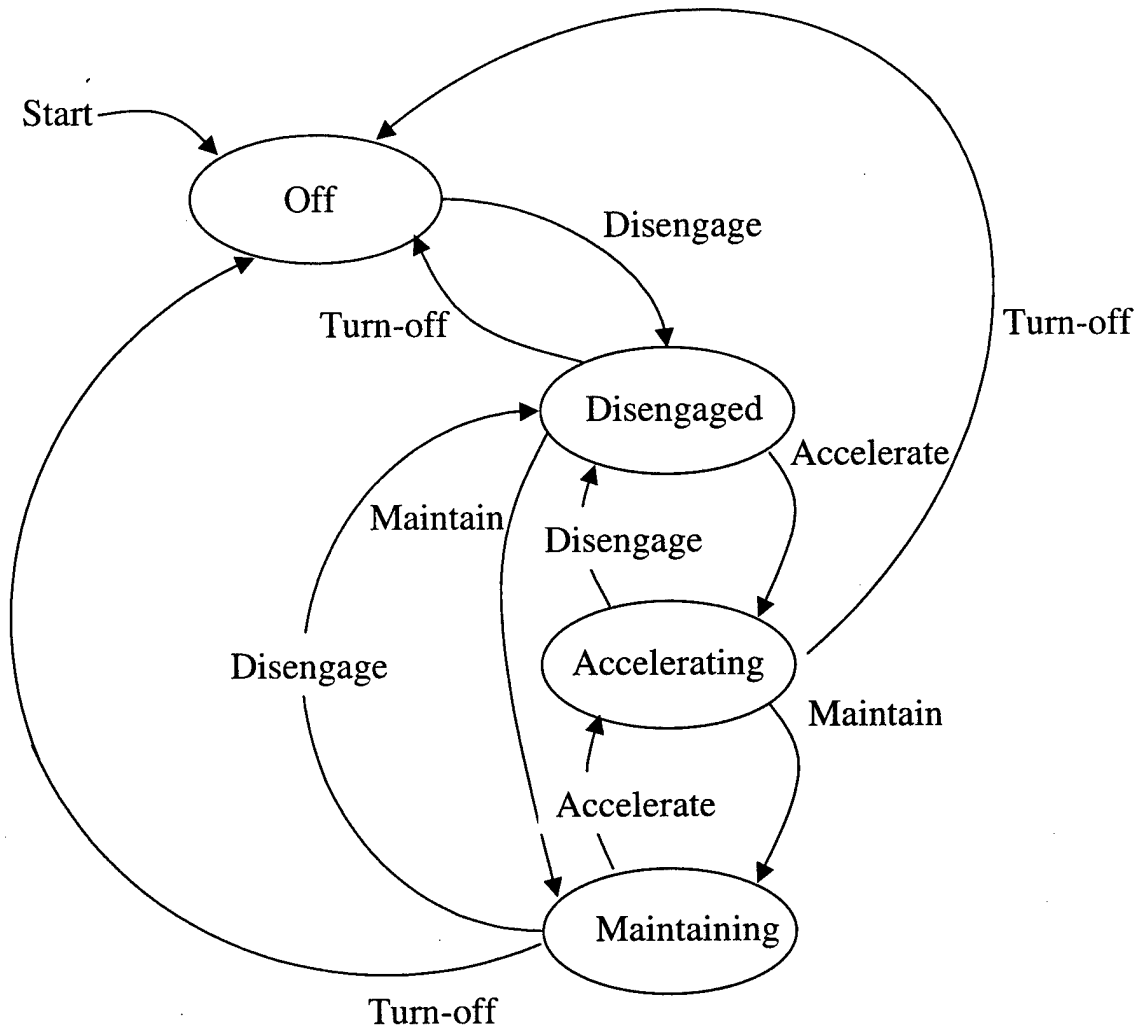 Start
Off
Disengage
Turn-off
Turn-off
Disengaged
Accelerate
Maintain
Disengage
Accelerating
Disengage
Maintain
Accelerate
Maintaining
Turn-off